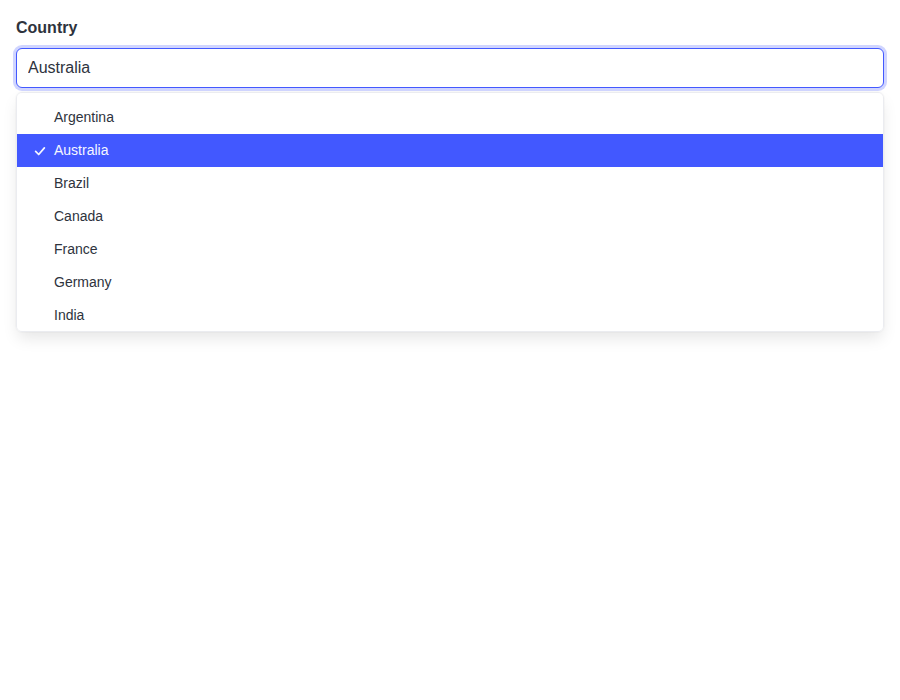 Country
Australia
Argentina
Australia
Brazil
Canada
France
Germany
India